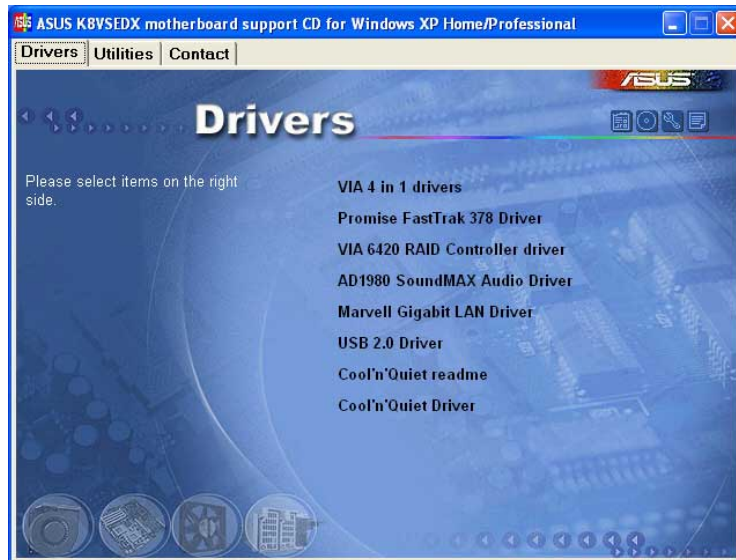 ASUS K8VSEDX motherboard support CD for Windows XP Home/Professional
Drivers Utilities Contact
ASUS
Drivers
Please select items on the right
side.
VIA 4 in 1 drivers
Promise FastTrak 378 Driver
VIA 6420 RAID Controller driver
AD1980 SoundMAX Audio Driver
Marvell Gigabit LAN Driver
USB 2.0 Driver
Cool'n'Quiet readme
Cool'n'Quiet Driver